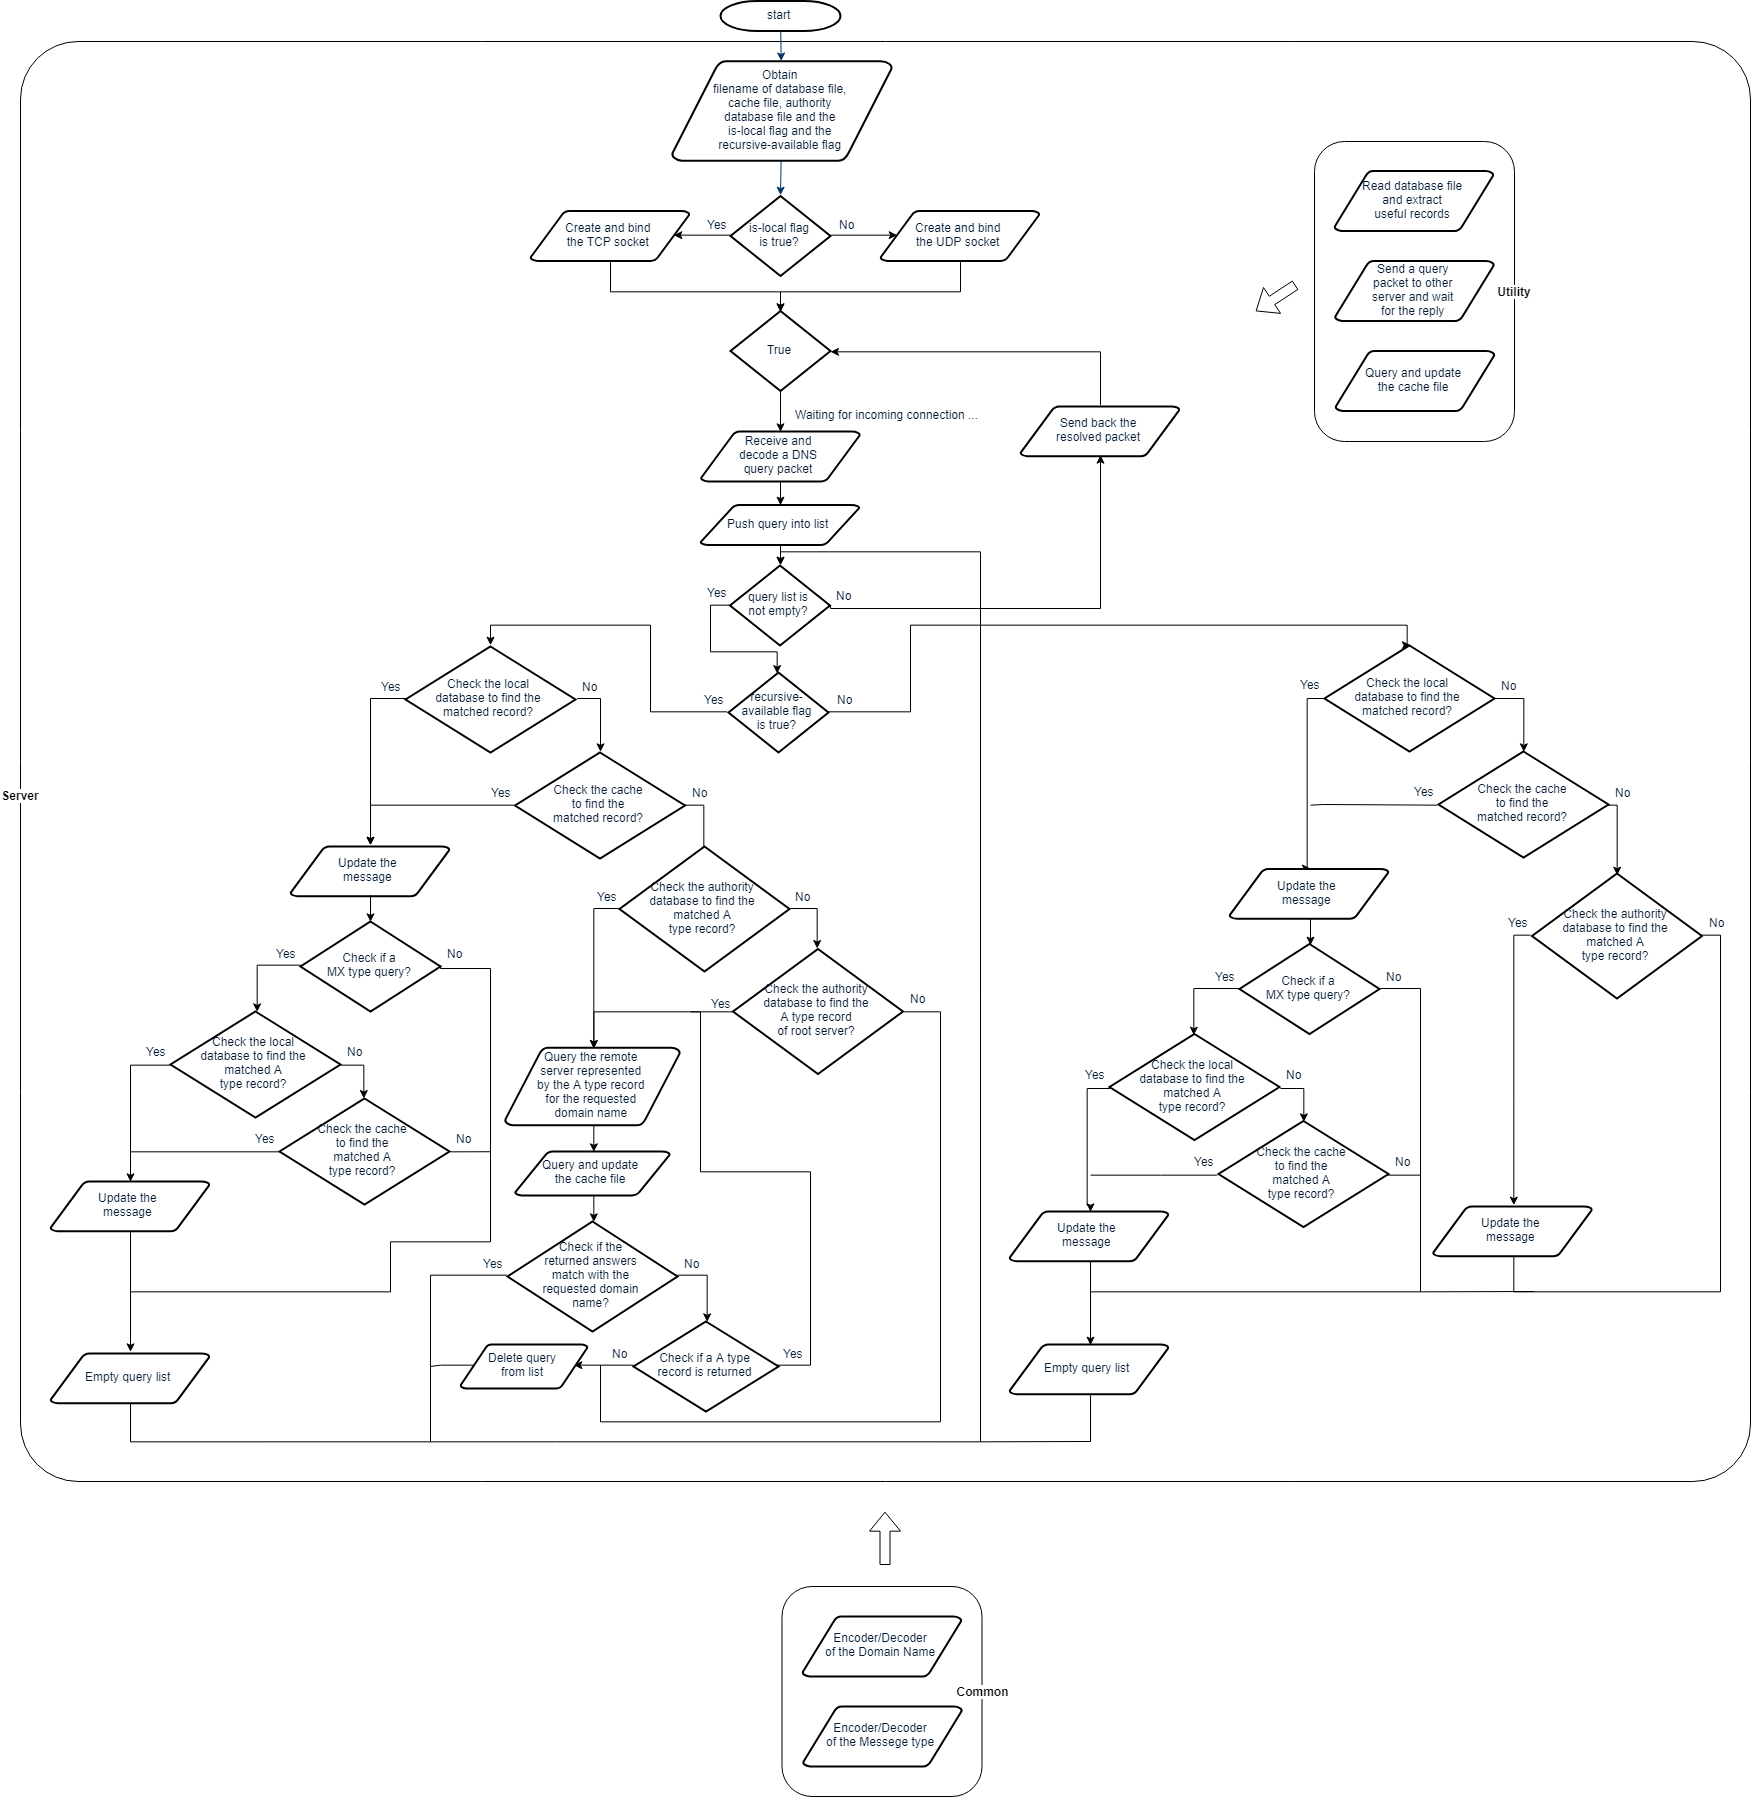 start
Obtain
filename of database file,
cache file, authority
database file and the
is-local flag and the
recursive-available flag
Yes
is-local flag
is true?
No
Create and bind
the TCP socket
Create and bind
the UDP socket
Read database file
and extract
useful records
Send a query
packet to other
server and wait
for the reply
Utility
Query and update
the cache file
True
Waiting for incoming connection ...
Receive and
decode a DNS
query packet
Send back the
resolved packet
Push query into list
Yes
query list is
not empty?
No
Yes
recursive-
available flag
is true?
No
Server
Yes
Check the local
database to find the
matched record?
No
Yes
Check the cache
to find the
matched record?
No
Update the
message
Yes
Check if a
MX type query?
No
Yes
Check the local
database to find the
matched A
type record?
No
Yes
Check the cache
to find the
matched A
type record?
No
Update the
message
Empty query list
Yes
Check the authority
database to find the
matched A
type record?
No
Yes
Check the authority
database to find the
A type record
of root server?
No
Query the remote
server represented
by the A type record
for the requested
domain name
Query and update
the cache file
Yes
Check if the
returned answers
match with the
requested domain
name?
No
Delete query
from list
No
Check if a A type
record is returned
Yes
Yes
Check the local
database to find the
matched record?
No
Yes
Check the cache
to find the
matched record?
No
Update the
message
Yes
Check if a
MX type query?
No
Yes
Check the local
database to find the
matched A
type record?
No
Yes
Check the cache
to find the
matched A
type record?
No
Update the
message
Yes
Check the authority
database to find the
matched A
type record?
No
Update the
message
Empty query list
Encoder/Decoder
of the Domain Name
Common
Encoder/Decoder
of the Messege type